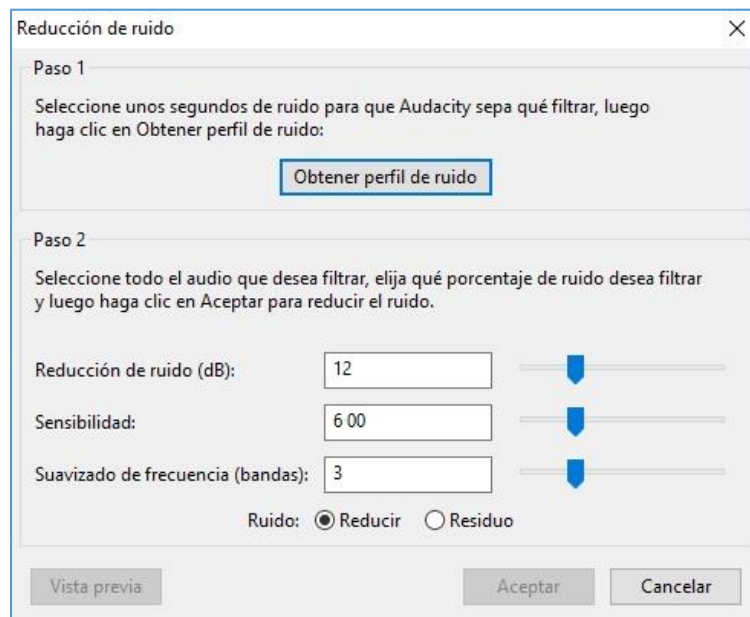 Reducción de ruido
Paso 1
Seleccione unos segundos de ruido para que Audacity sepa qué filtrar, luego
haga clic en Obtener perfil de ruido:
Obtener perfil de ruido
Paso 2
Seleccione todo el audio que desea filtrar, elija qué porcentaje de ruido desea filtrar
y luego haga clic en Aceptar para reducir el ruido.
Reducción de ruido (dB): 12
Sensibilidad: 6 00
Suavizado de frecuencia (bandas): 3
Ruido: Reducir Residuo
Vista previa Aceptar Cancelar